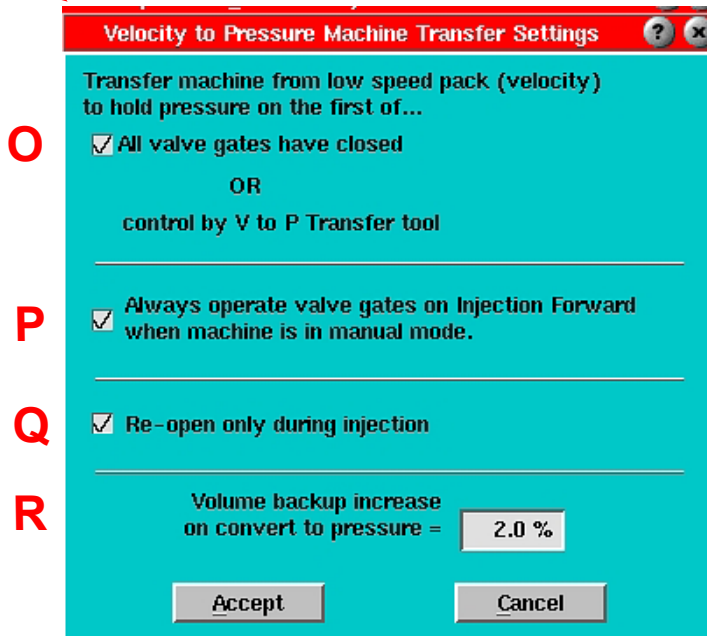 Velocity to Pressure Machine Transfer Settings ? ×
Transfer machine from low speed pack (velocity)
to hold pressure on the first of...
O
All valve gates have closed
OR
control by V to P Transfer tool
P
Always operate valve gates on Injection Forward
when machine is in manual mode.
Q
Re-open only during injection
R
Volume backup increase
on convert to pressure = 2.0 %
Accept Cancel